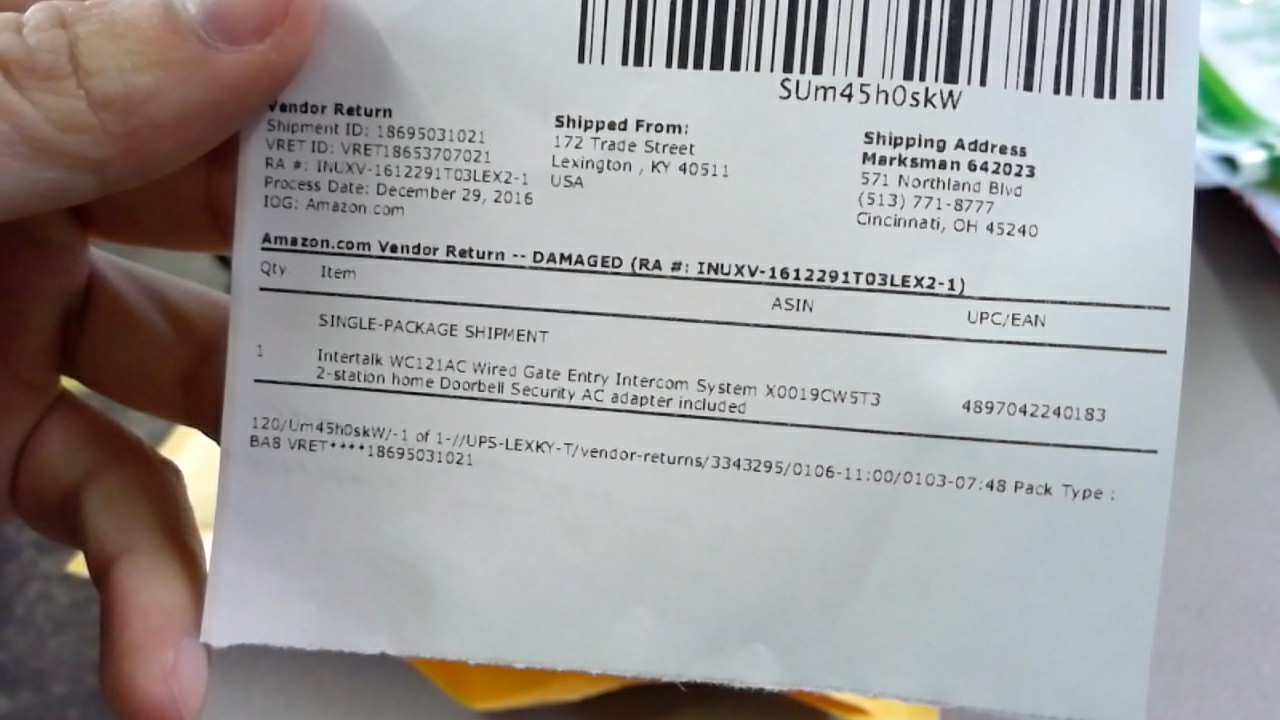 SUm45h0skW
Vendor Return
Shipment ID: 18695031021
VRET ID: VRET18653707021
RA #: INUXV-1612291T03LEX2-1
Process Date: December 29, 2016
IOG: Amazon.com
Shipped From:
172 Trade Street
Lexington , KY 40511
USA
Shipping Address
Marksman 642023
571 Northland Blvd
(513) 771-8777
Cincinnati, OH 45240
Amazon.com Vendor Return -- DAMAGED (RA #: INUXV-1612291T03LEX2-1)
Qty. Item ASIN UPC/EAN
SINGLE-PACKAGE SHIPMENT
1 Intertalk WC121AC Wired Gate Entry Intercom System X0019CW5T3 4897042240183
2-station home Doorbell Security AC adapter included
120/Um45h0skW/-1 of 1-//UPS-LEXKY-T/vendor-returns/3343295/0106-11:00/0103-07:48 Pack Type :
BAB VRET****18695031021